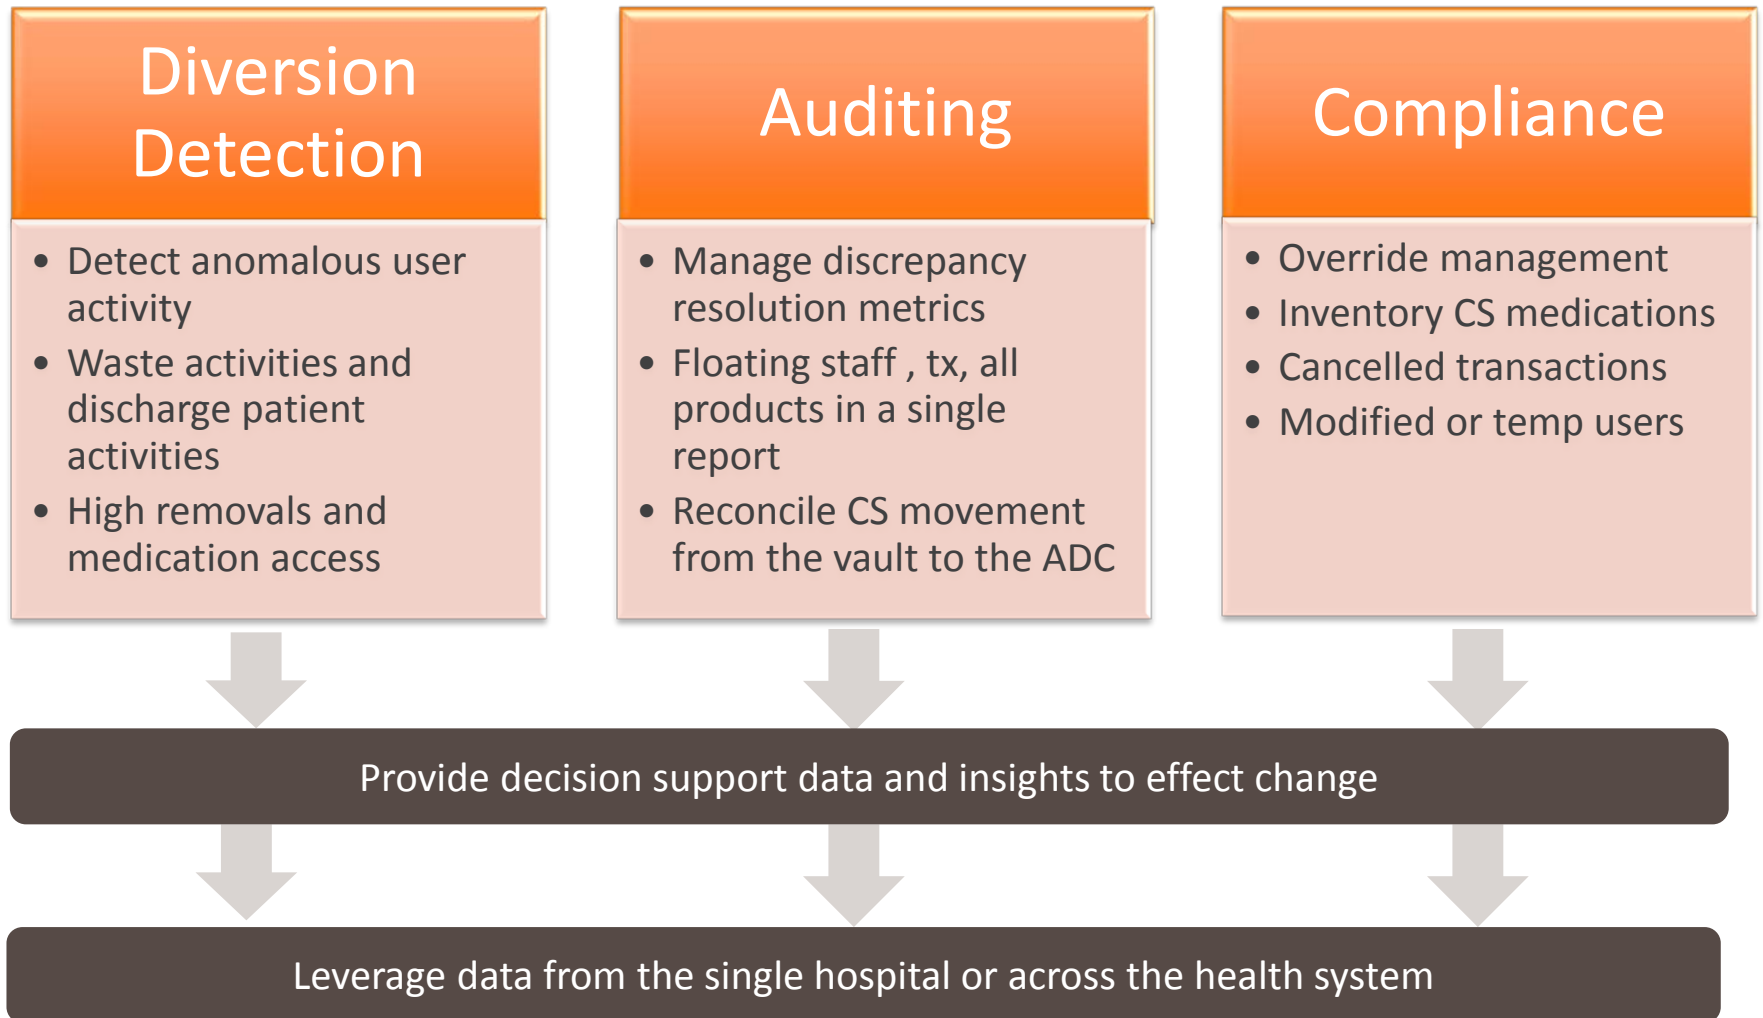 Diversion
Detection
• Detect anomalous user
activity
• Waste activities and
discharge patient
activities
• High removals and
medication access
Auditing
• Manage discrepancy
resolution metrics
• Floating staff , tx, all
products in a single
report
• Reconcile CS movement
from the vault to the ADC
Compliance
• Override management
• Inventory CS medications
• Cancelled transactions
• Modified or temp users
Provide decision support data and insights to effect change
Leverage data from the single hospital or across the health system